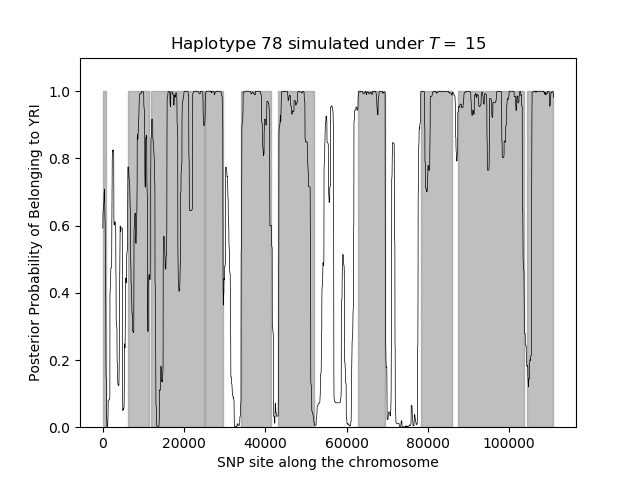 Haplotype 78 simulated under T = 15
Posterior Probability of Belonging to YRI
1.0
0.8
0.6
0.4
0.2
0.0
0 20000 40000 60000 80000 100000
SNP site along the chromosome